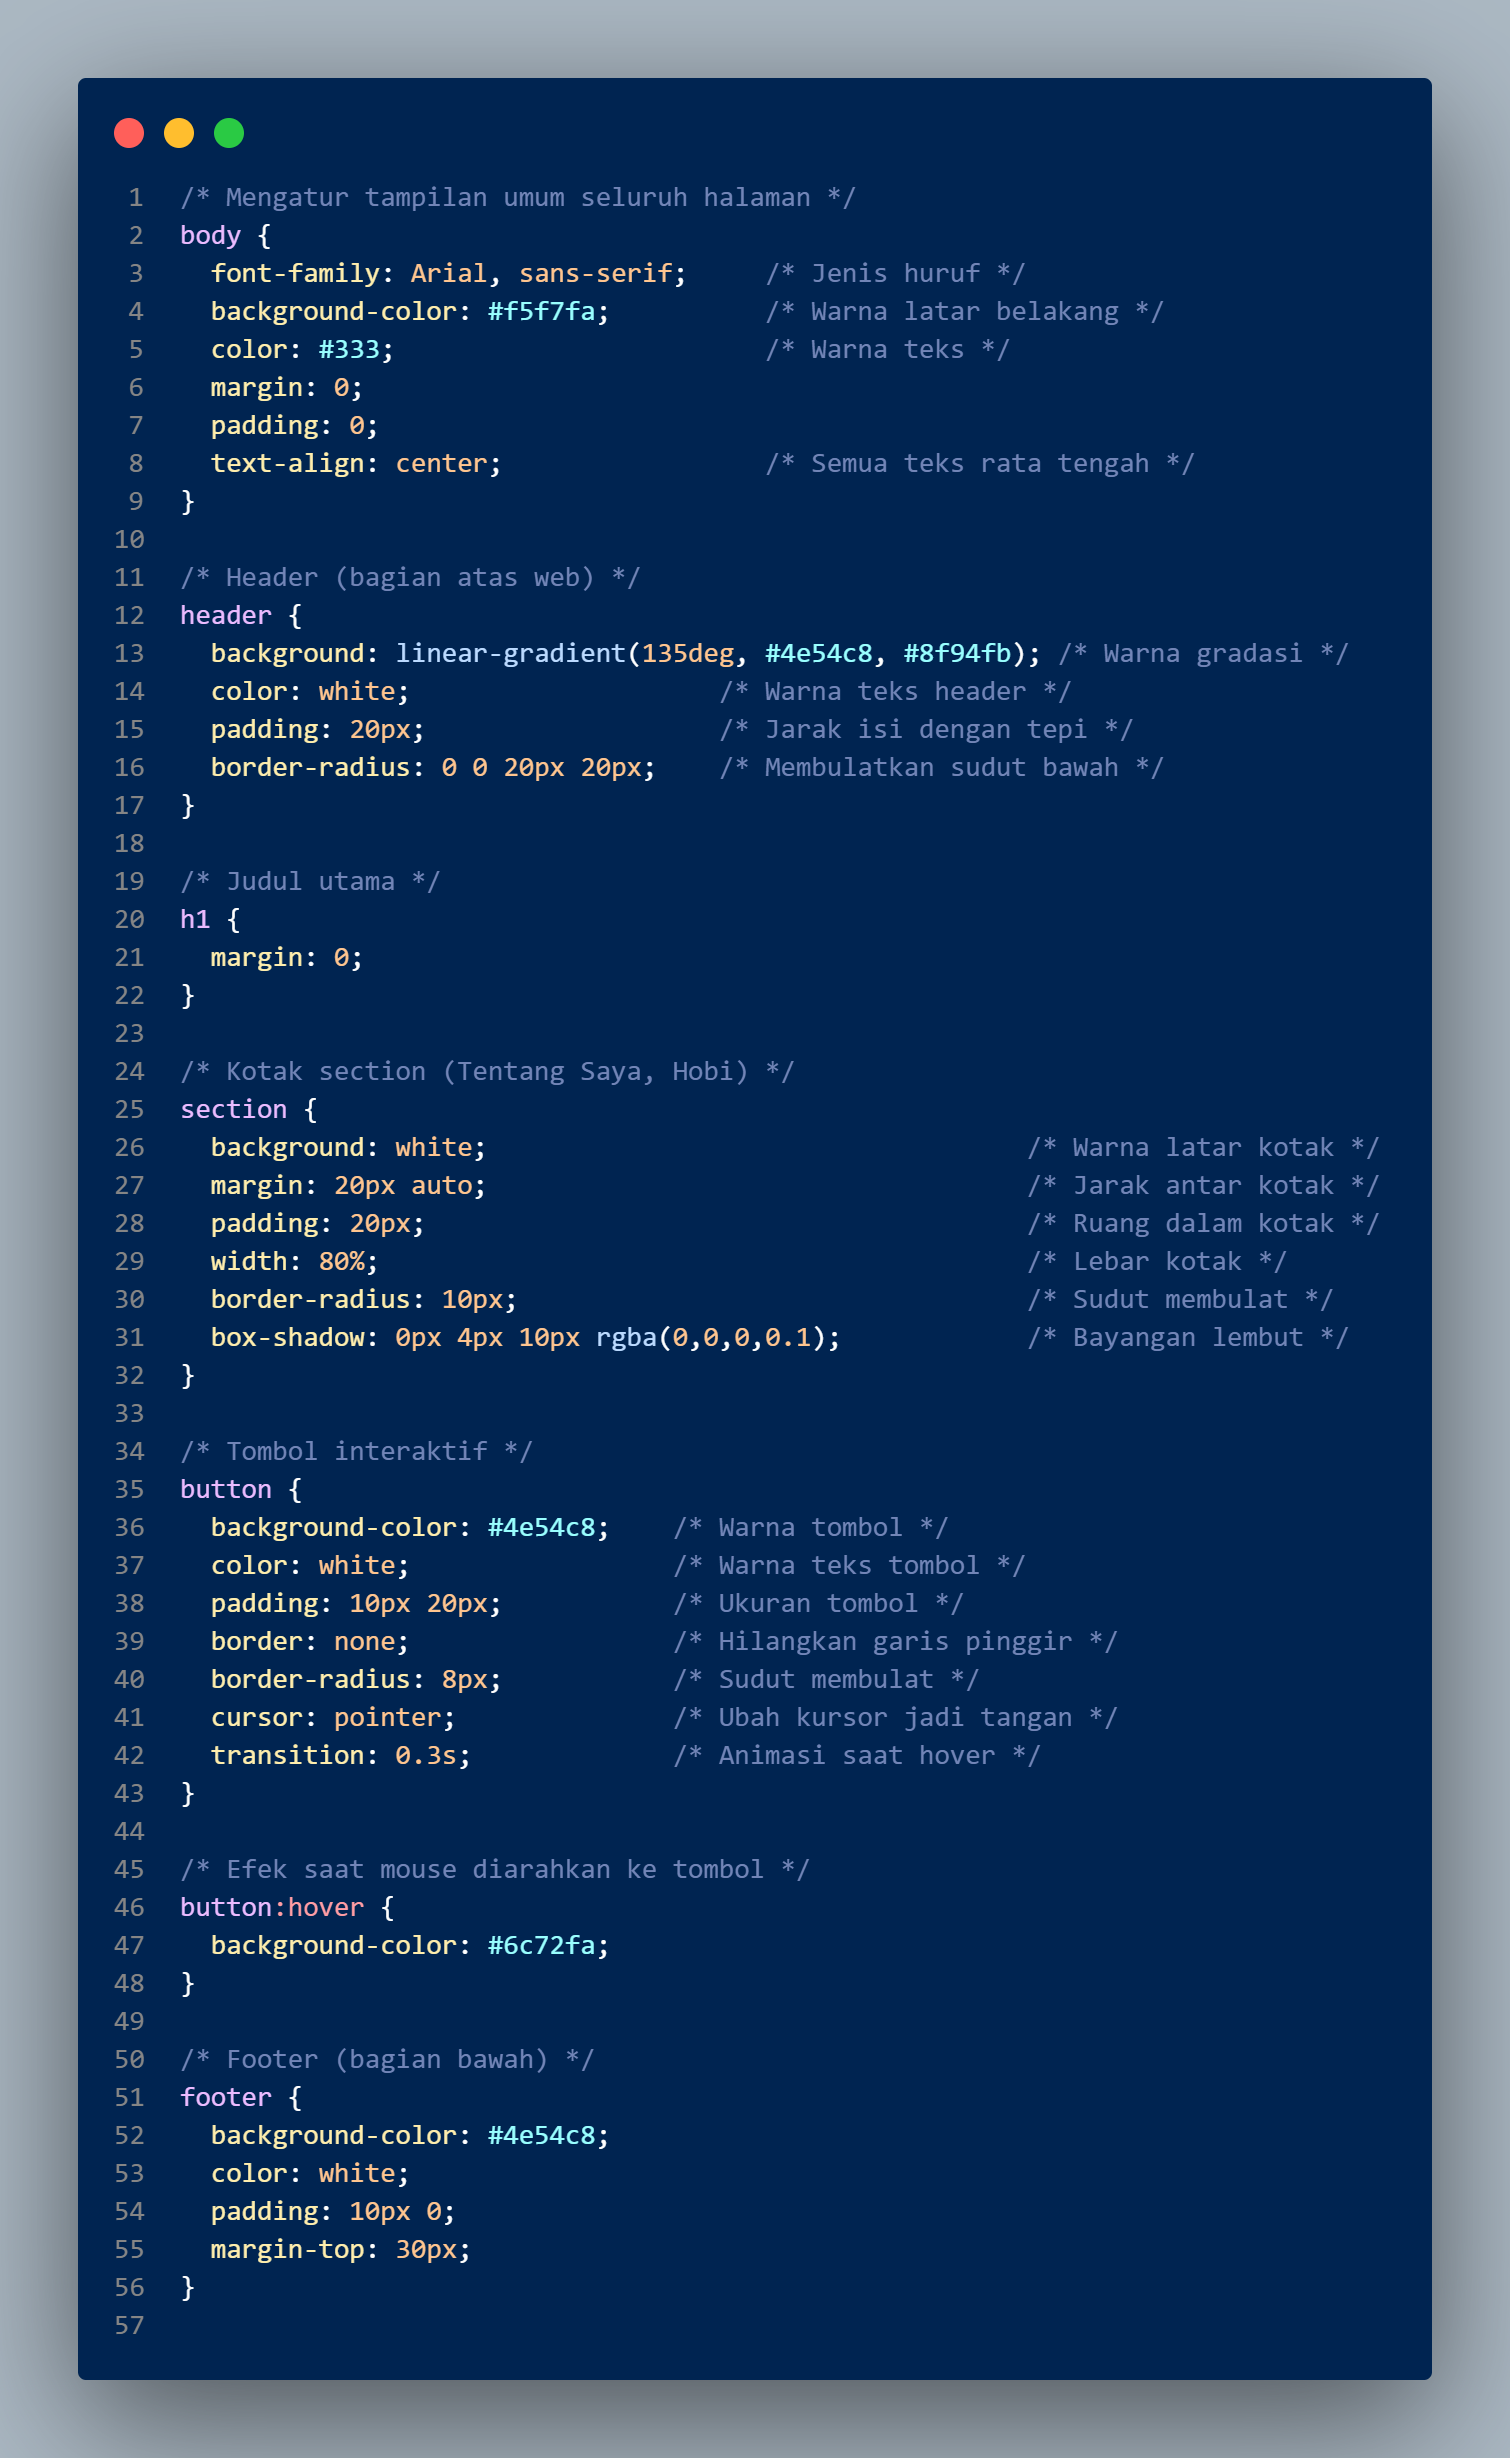 1 /* Mengatur tampilan umum seluruh halaman */
2 body {
3   font-family: Arial, sans-serif;     /* Jenis huruf */
4   background-color: #f5f7fa;          /* Warna latar belakang */
5   color: #333;                        /* Warna teks */
6   margin: 0;
7   padding: 0;
8   text-align: center;                 /* Semua teks rata tengah */
9 }
10
11 /* Header (bagian atas web) */
12 header {
13   background: linear-gradient(135deg, #4e54c8, #8f94fb); /* Warna gradasi */
14   color: white;                    /* Warna teks header */
15   padding: 20px;                   /* Jarak isi dengan tepi */
16   border-radius: 0 0 20px 20px;    /* Membulatkan sudut bawah */
17 }
18
19 /* Judul utama */
20 h1 {
21   margin: 0;
22 }
23
24 /* Kotak section (Tentang Saya, Hobi) */
25 section {
26   background: white;                                   /* Warna latar kotak */
27   margin: 20px auto;                                   /* Jarak antar kotak */
28   padding: 20px;                                       /* Ruang dalam kotak */
29   width: 80%;                                          /* Lebar kotak */
30   border-radius: 10px;                                 /* Sudut membulat */
31   box-shadow: 0px 4px 10px rgba(0,0,0,0.1);            /* Bayangan lembut */
32 }
33
34 /* Tombol interaktif */
35 button {
36   background-color: #4e54c8;    /* Warna tombol */
37   color: white;                 /* Warna teks tombol */
38   padding: 10px 20px;           /* Ukuran tombol */
39   border: none;                 /* Hilangkan garis pinggir */
40   border-radius: 8px;           /* Sudut membulat */
41   cursor: pointer;              /* Ubah kursor jadi tangan */
42   transition: 0.3s;             /* Animasi saat hover */
43 }
44
45 /* Efek saat mouse diarahkan ke tombol */
46 button:hover {
47   background-color: #6c72fa;
48 }
49
50 /* Footer (bagian bawah) */
51 footer {
52   background-color: #4e54c8;
53   color: white;
54   padding: 10px 0;
55   margin-top: 30px;
56 }
57